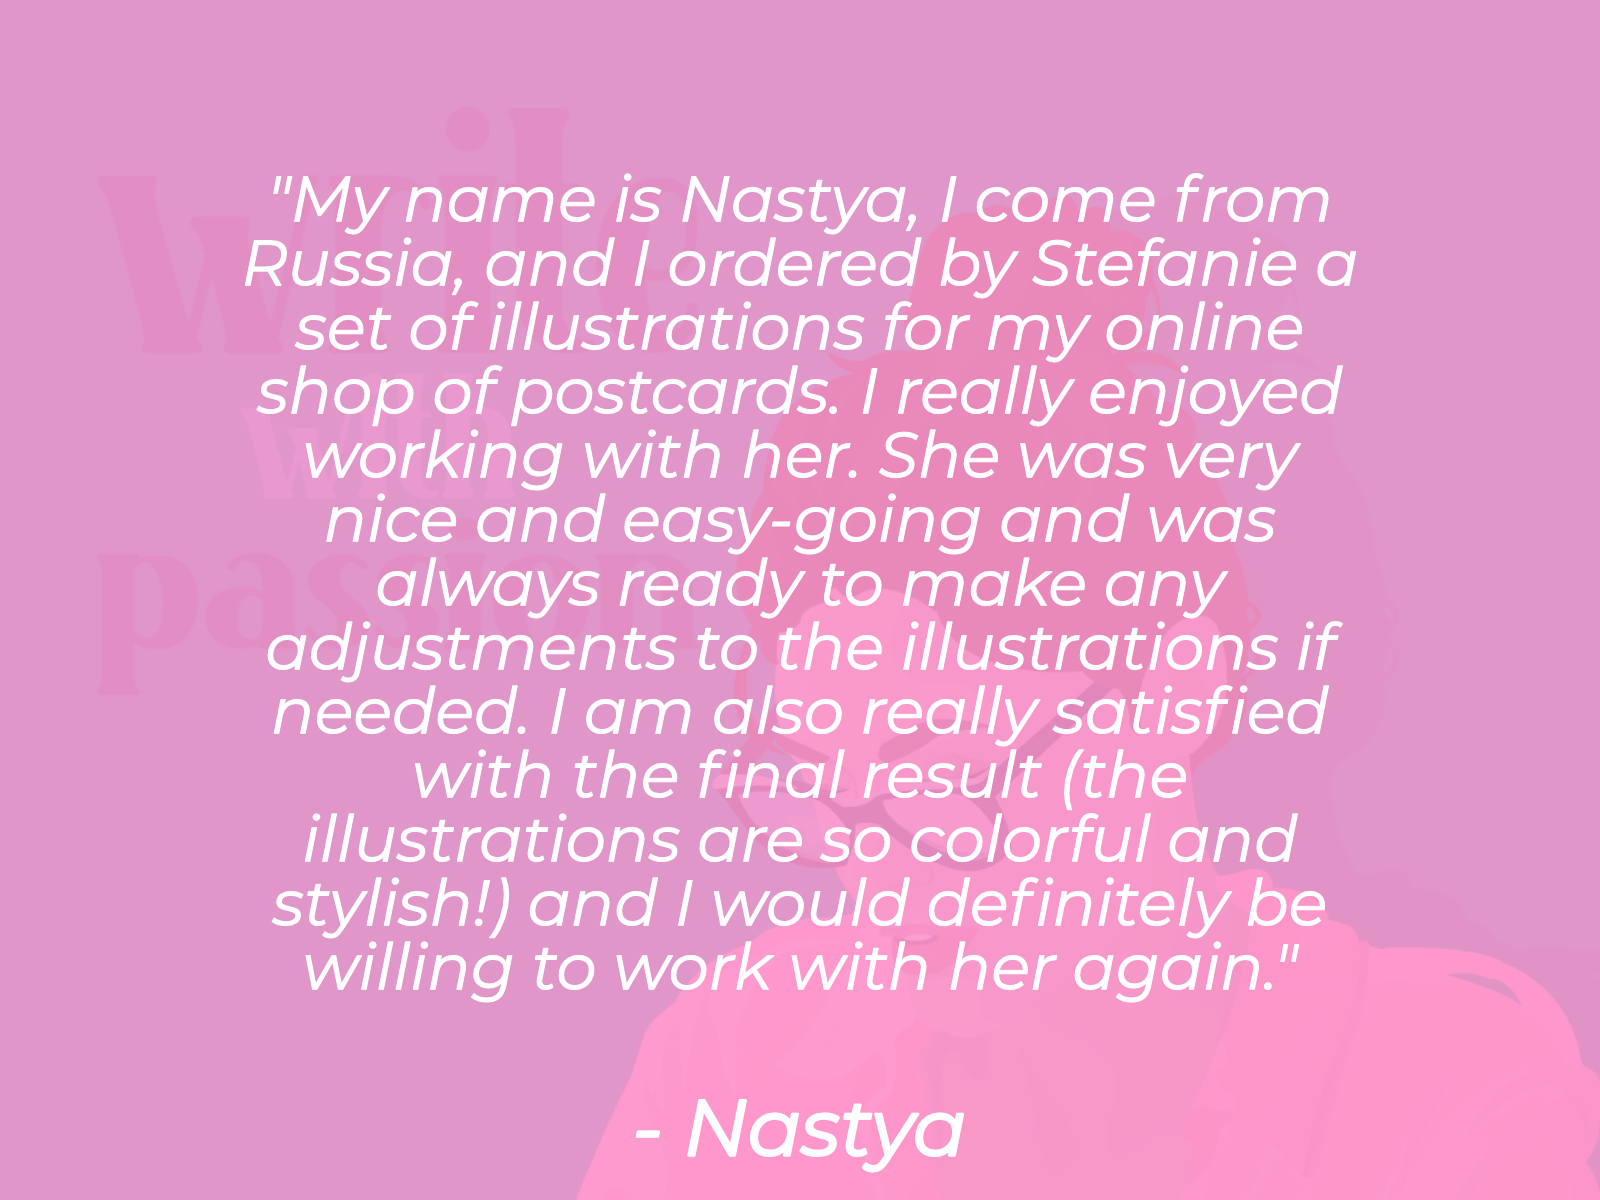 "My name is Nastya, I come from
Russia, and I ordered by Stefanie a
set of illustrations for my online
shop of postcards. I really enjoyed
working with her. She was very
nice and easy-going and was
always ready to make any
adjustments to the illustrations if
needed. I am also really satisfied
with the final result (the
illustrations are so colorful and
stylish!) and I would definitely be
willing to work with her again."
- Nastya
write
with
passion